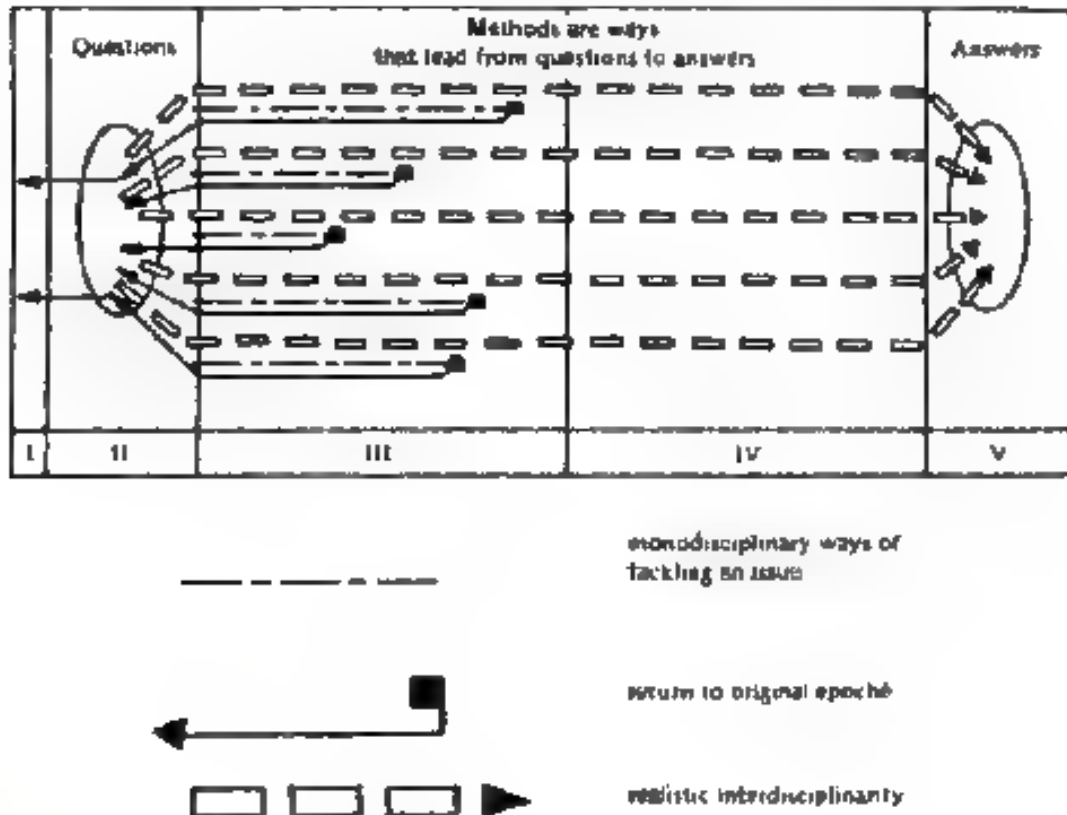 Questions
Methods are ways
that lead from questions to answers
Answers
I
II
III
IV
V
monodisciplinary ways of
tackling an issue
return to original epoché
realistic interdisciplinarity